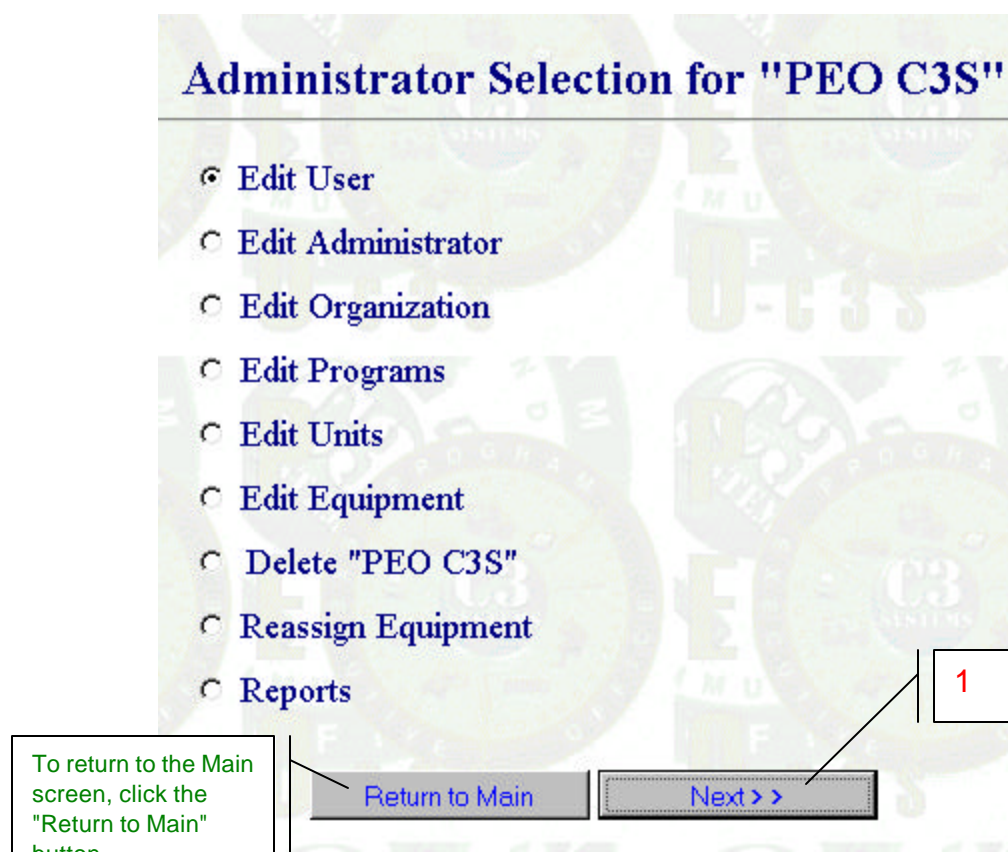 Administrator Selection for "PEO C3S"
Edit User
Edit Administrator
Edit Organization
Edit Programs
Edit Units
Edit Equipment
Delete "PEO C3S"
Reassign Equipment
Reports
1
To return to the Main
screen, click the
"Return to Main"
button
Return to Main
Next >>